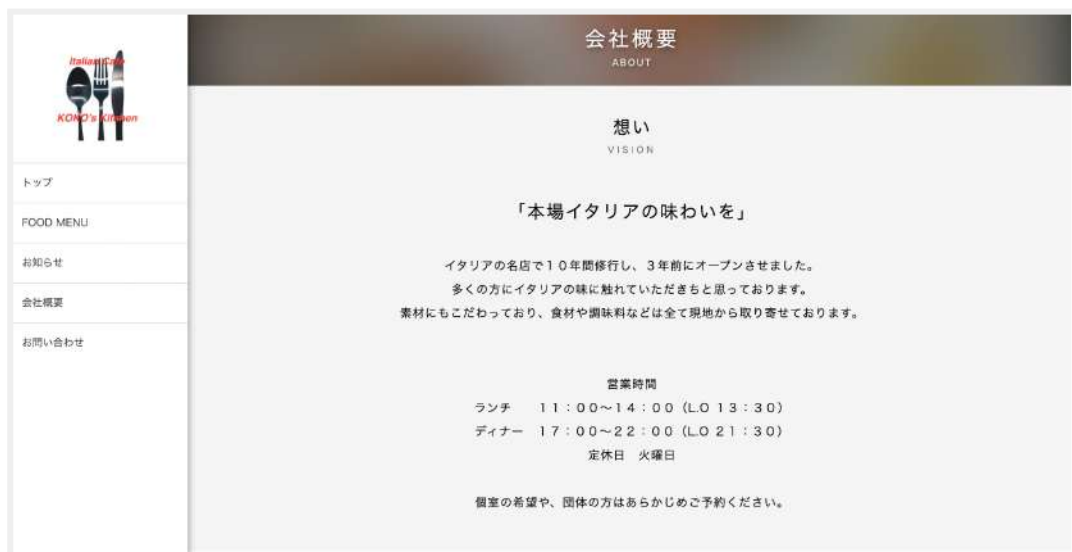 Italian Cafe
KOKO's Kitchen
トップ
FOOD MENU
お知らせ
会社概要
お問い合わせ
会社概要
ABOUT
想い
VISION
「本場イタリアの味わいを」
イタリアの名店で１０年間修行し、３年前にオープンさせました。
多くの方にイタリアの味に触れていただきちと思っております。
素材にもこだわっており、食材や調味料などは全て現地から取り寄せております。
営業時間
ランチ　１１：００〜１４：００（L.O １３：３０）
ディナー　１７：００〜２２：００（L.O ２１：３０）
定休日　火曜日
個室の希望や、団体の方はあらかじめご予約ください。